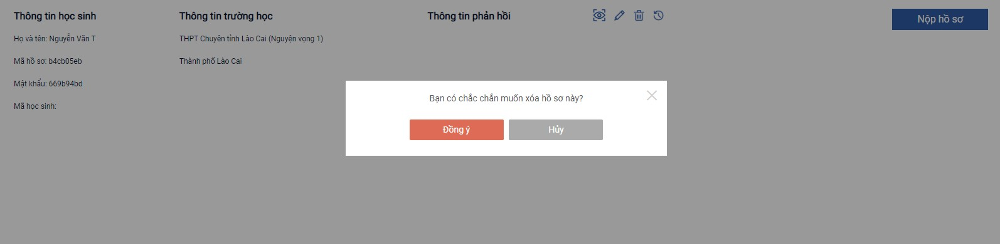 Thông tin học sinh
Họ và tên: Nguyễn Văn T
Mã hồ sơ: b4cb05eb
Mật khẩu: 669b94bd
Mã học sinh:
Thông tin trường học
THPT Chuyên tỉnh Lào Cai (Nguyện vọng 1)
Thành phố Lào Cai
Thông tin phản hồi
Nộp hồ sơ
Bạn có chắc chắn muốn xóa hồ sơ này?
Đồng ý
Hủy